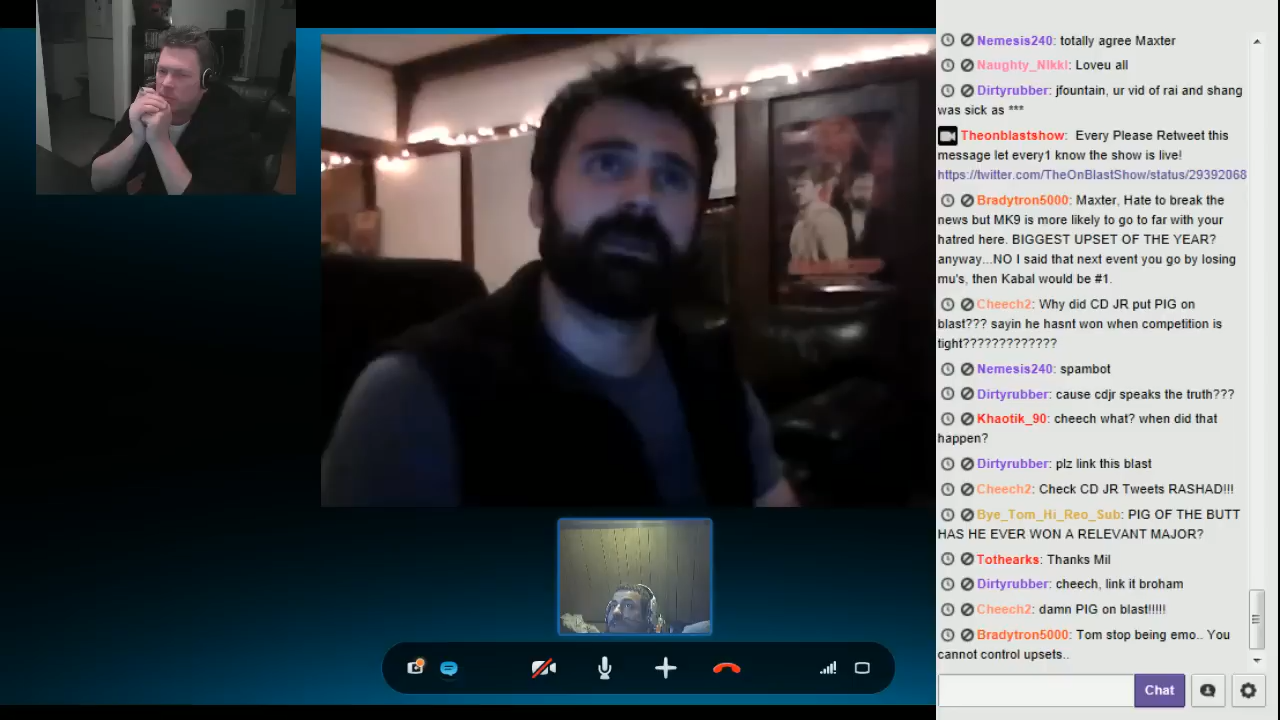 Nemesis240: totally agree Maxter
Naughty_NIkkI: Loveu all
Dirtyrubber: jfountain, ur vid of rai and shang
was sick as ***
Theonblastshow: Every Please Retweet this
message let every1 know the show is live!
https://twitter.com/TheOnBlastShow/status/29392068
Bradytron5000: Maxter, Hate to break the
news but MK9 is more likely to go to far with your
hatred here. BIGGEST UPSET OF THE YEAR?
anyway...NO I said that next event you go by losing
mu's, then Kabal would be #1.
Cheech2: Why did CD JR put PIG on
blast??? sayin he hasnt won when competition is
tight?????????????
Nemesis240: spambot
Dirtyrubber: cause cdjr speaks the truth???
Khaotik_90: cheech what? when did that
happen?
Dirtyrubber: plz link this blast
Cheech2: Check CD JR Tweets RASHAD!!!
Bye_Tom_Hi_Reo_Sub: PIG OF THE BUTT
HAS HE EVER WON A RELEVANT MAJOR?
Tothearks: Thanks Mil
Dirtyrubber: cheech, link it broham
Cheech2: damn PIG on blast!!!!!
Bradytron5000: Tom stop being emo.. You
cannot control upsets..
Chat